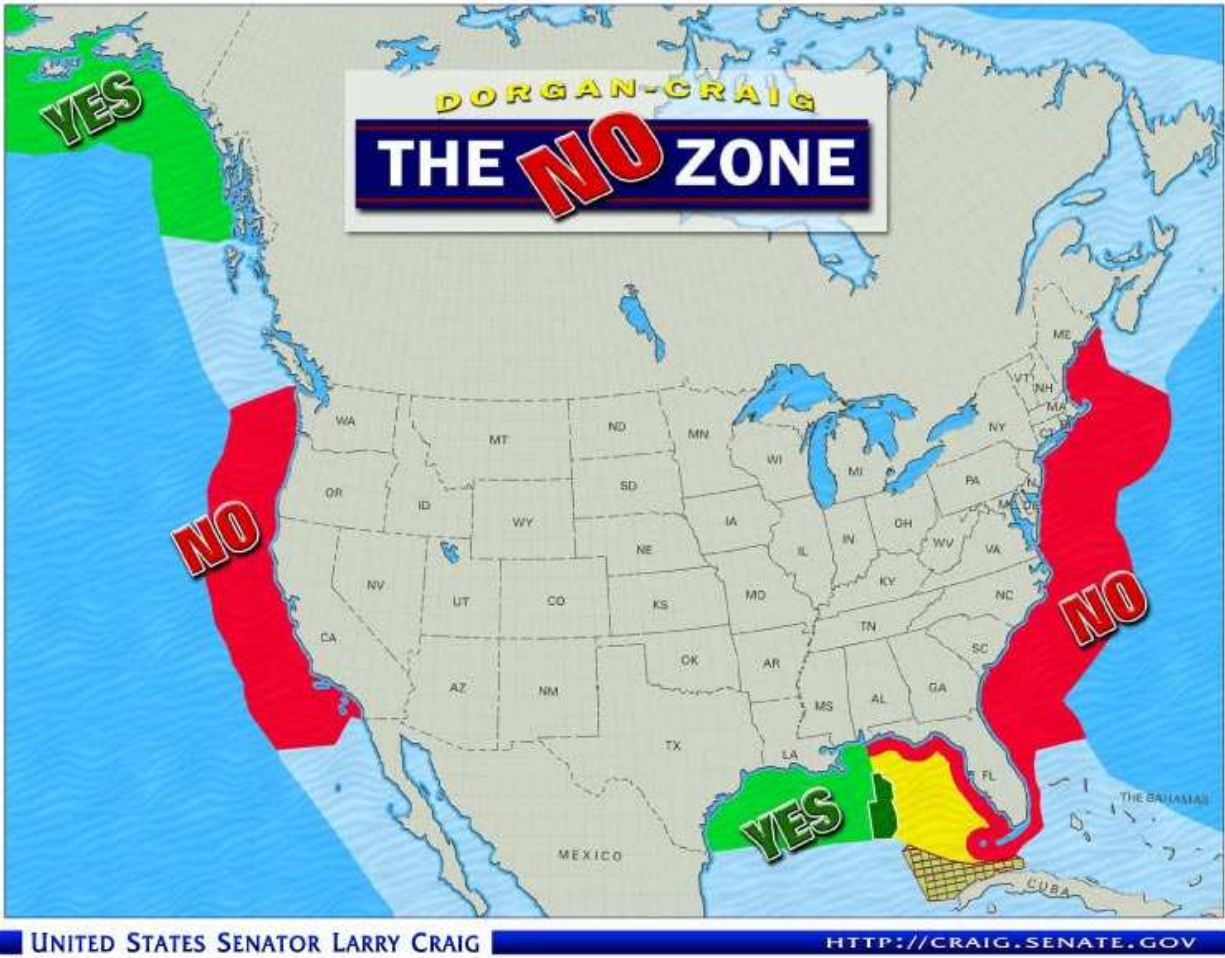 YES
DORGAN-CRAIG
THE NO ZONE
ME
VT
NH
MA
WA
MT
ND
MN
NY
CT
WI
MI
OR
ID
SD
PA
WY
IA
OH
NE
IL
IN
WV
VA
DE
NO
NV
UT
CO
KS
MO
KY
NC
NO
CA
TN
OK
AR
SC
AZ
NM
MS
AL
GA
TX
LA
FL
YES
THE BAHAMAS
MEXICO
CUBA
UNITED STATES SENATOR LARRY CRAIG
HTTP://CRAIG.SENATE.GOV